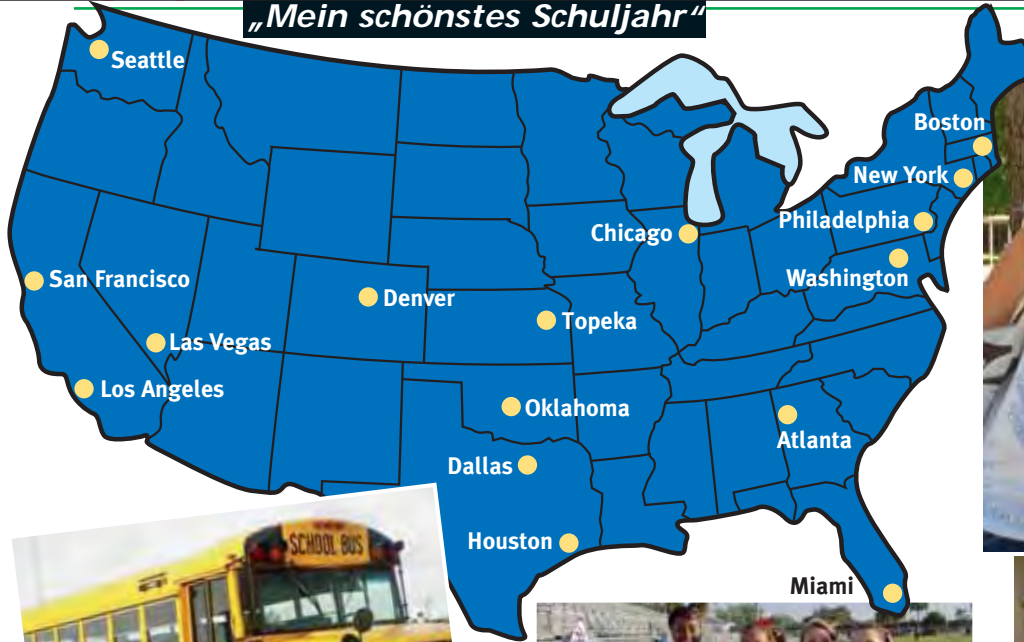 „Mein schönstes Schuljahr“
Seattle
Boston
New York
Philadelphia
Chicago
Washington
San Francisco
Denver
Topeka
Las Vegas
Los Angeles
Oklahoma
Atlanta
Dallas
SCHOOL BUS
Houston
Miami